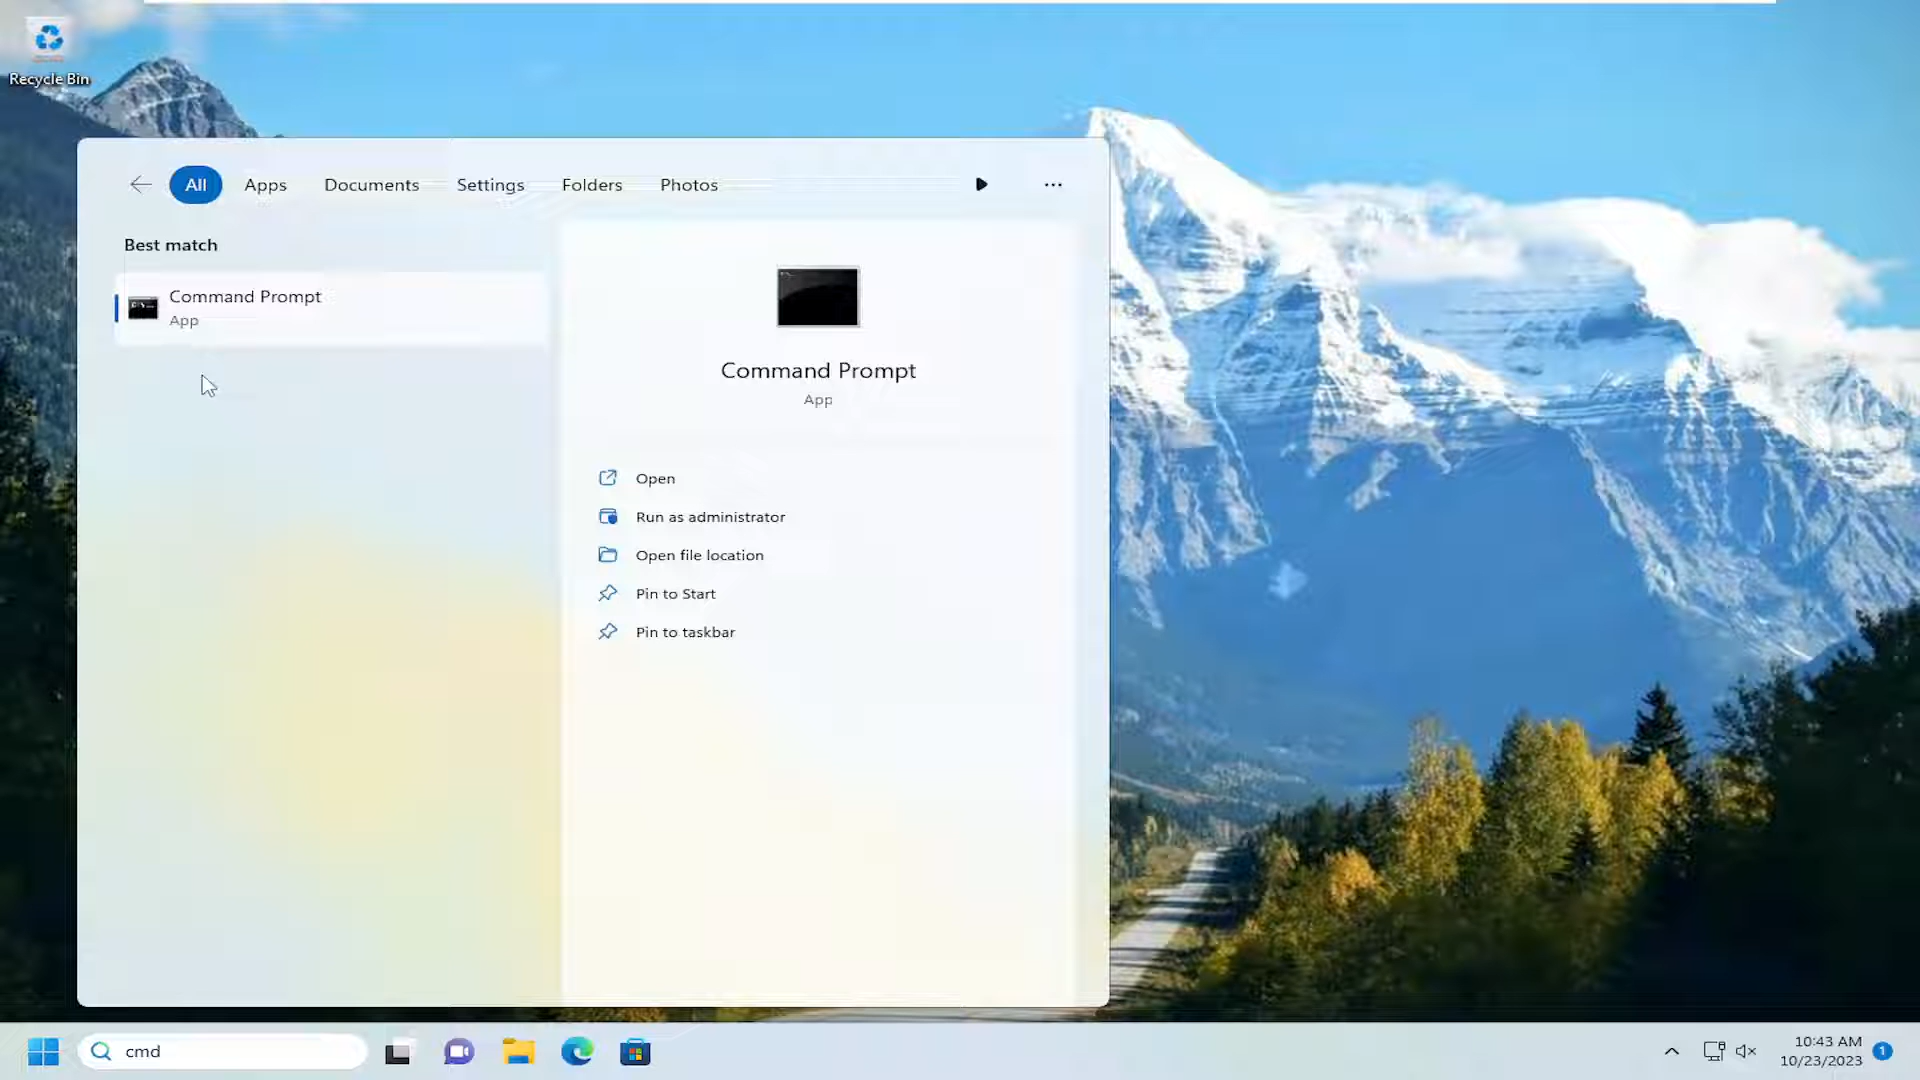 Recycle Bin
All Apps Documents Settings Folders Photos
Best match
Command Prompt
App
Command Prompt
App
Open
Run as administrator
Open file location
Pin to Start
Pin to taskbar
cmd
10:43 AM
10/23/2023
1